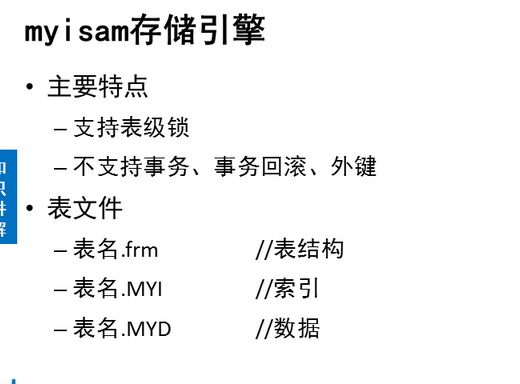 myisam存储引擎
• 主要特点
– 支持表级锁
– 不支持事务、事务回滚、外键
• 表文件
– 表名.frm //表结构
– 表名.MYI //索引
– 表名.MYD //数据